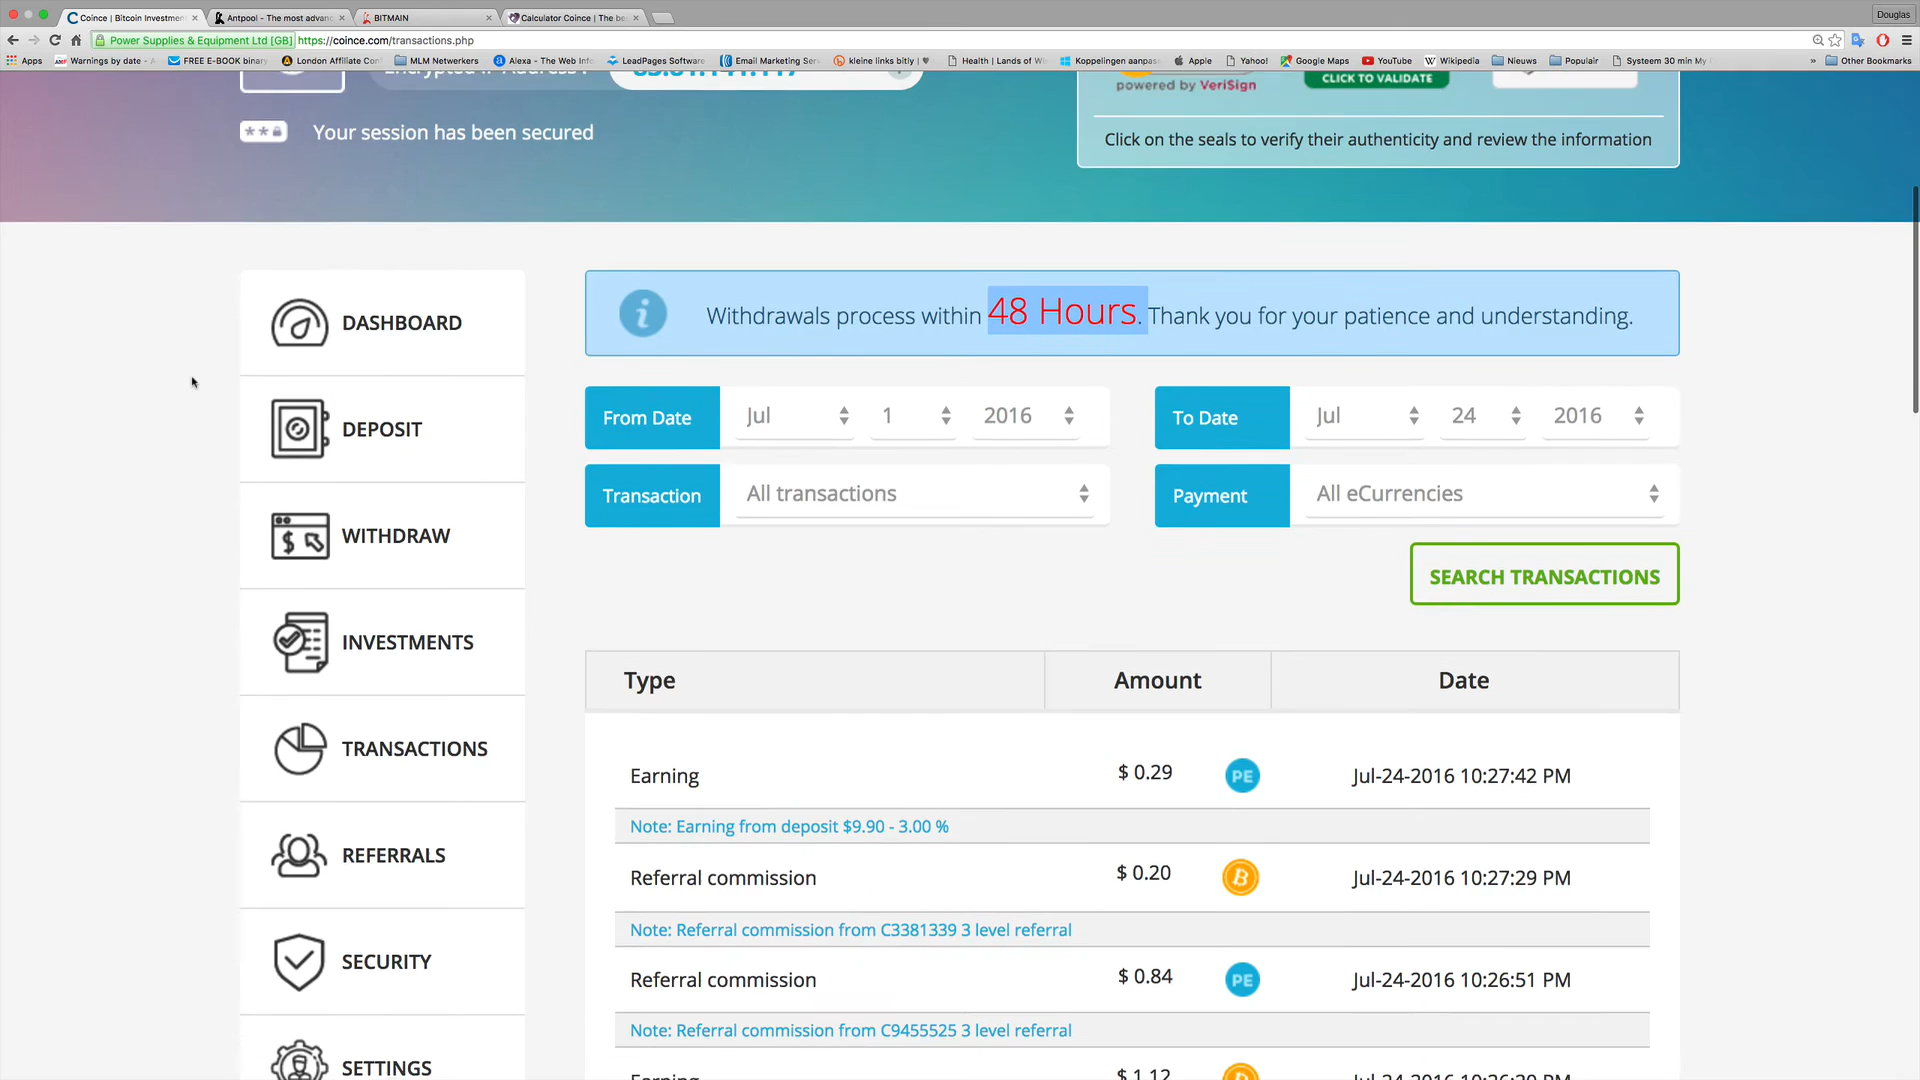 Coince | Bitcoin Investmen
Antpool - The most advanc
BITMAIN
Calculator Coince | The be
Douglas
Power Supplies & Equipment Ltd [GB] https://coince.com/transactions.php
Apps
Warnings by date -
FREE E-BOOK binary
London Affiliate Conf
MLM Netwerkers
Alexa - The Web Info
LeadPages Software
Email Marketing Serv
kleine links bitly | ♥
Health | Lands of Wis
Koppelingen aanpass
Apple
Yahoo!
Google Maps
YouTube
Wikipedia
Nieuws
Populair
Systeem 30 min My
» Other Bookmarks
powered by VeriSign
CLICK TO VALIDATE
Your session has been secured
Click on the seals to verify their authenticity and review the information
Withdrawals process within 48 Hours. Thank you for your patience and understanding.
DASHBOARD
DEPOSIT
WITHDRAW
INVESTMENTS
TRANSACTIONS
REFERRALS
SECURITY
SETTINGS
From Date Jul 1 2016
To Date Jul 24 2016
Transaction All transactions
Payment All eCurrencies
SEARCH TRANSACTIONS
Type Amount Date
Earning $ 0.29 PE Jul-24-2016 10:27:42 PM
Note: Earning from deposit $9.90 - 3.00 %
Referral commission $ 0.20 Jul-24-2016 10:27:29 PM
Note: Referral commission from C3381339 3 level referral
Referral commission $ 0.84 PE Jul-24-2016 10:26:51 PM
Note: Referral commission from C9455525 3 level referral
Earning $ 1.12